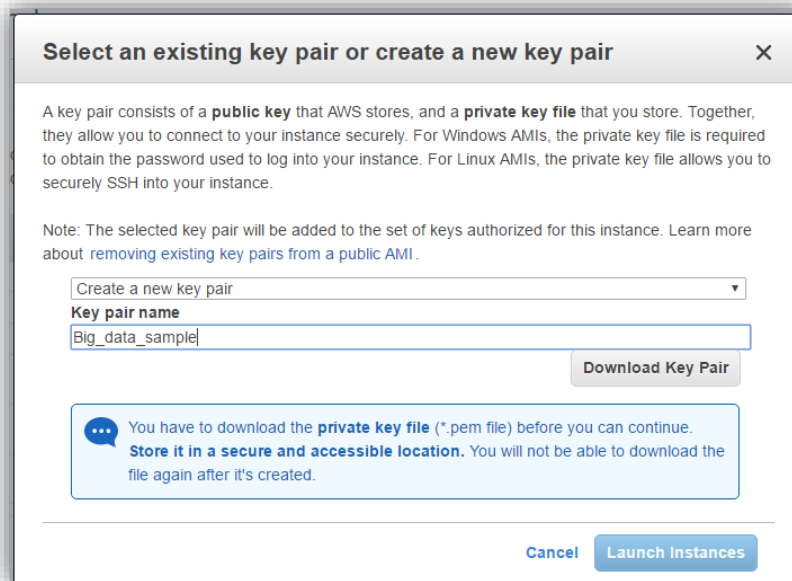 Select an existing key pair or create a new key pair
A key pair consists of a public key that AWS stores, and a private key file that you store. Together,
they allow you to connect to your instance securely. For Windows AMIs, the private key file is required
to obtain the password used to log into your instance. For Linux AMIs, the private key file allows you to
securely SSH into your instance.
Note: The selected key pair will be added to the set of keys authorized for this instance. Learn more
about removing existing key pairs from a public AMI.
Create a new key pair
Key pair name
Big_data_sample
Download Key Pair
You have to download the private key file (*.pem file) before you can continue.
Store it in a secure and accessible location. You will not be able to download the
file again after it's created.
Cancel Launch Instances